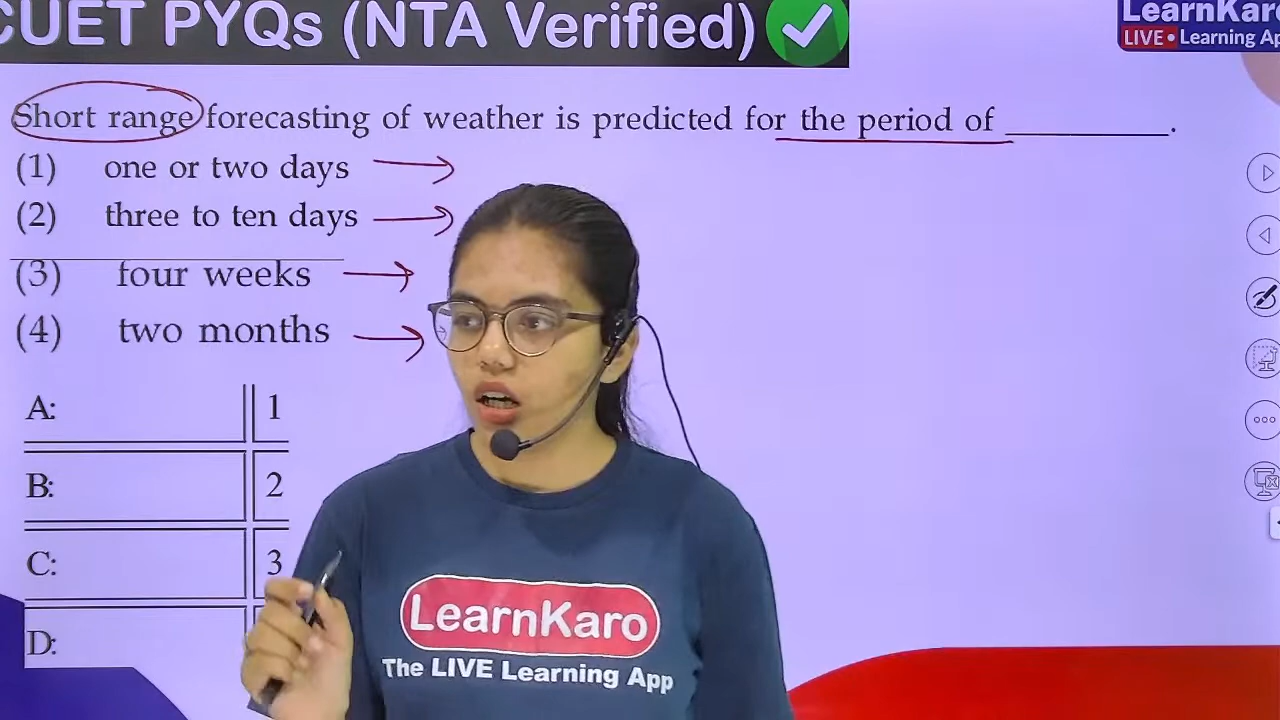 CUET PYQs (NTA Verified)
LearnKaro
LIVE • Learning Ap
Short range forecasting of weather is predicted for the period of __________.
(1) one or two days
(2) three to ten days
(3) four weeks
(4) two months
A: 1
B: 2
C: 3
D:
LearnKaro
The LIVE Learning App